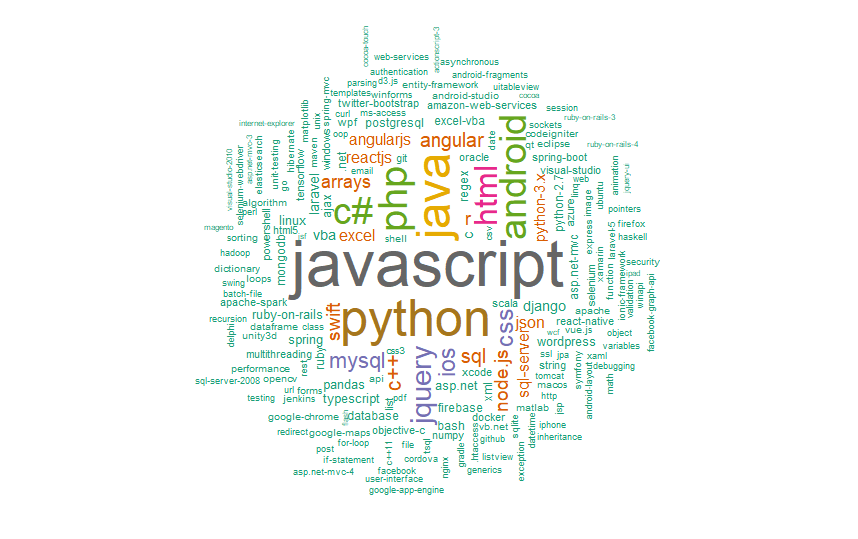 cocoa-touch
actionscript-3
web-services
asynchronous
authentication
android-fragments
parsing
d3.js
entity-framework
uitableview
templates
winforms
android-studio
cocoa
twitter-bootstrap
amazon-web-services
session
ruby-on-rails-3
curl
ms-access
unix
spring-mvc
matplotlib
internet-explorer
wpf
postgresql
excel-vba
sockets
codeigniter
oop
angularjs
angular
date
qt
eclipse
ruby-on-rails-4
windows
maven
hibernate
.net
reactjs
git
java
oracle
spring-boot
android
visual-studio
email
arrays
php
html
regex
python-3.x
python-2.7
linq
web
azure
ubuntu
animation
jquery-ui
visual-studio-2010
asp.net-mvc-3
selenium-webdriver
elasticsearch
unit-testing
go
tensorflow
laravel
ajax
algorithm
perl
c#
r
c
csv
image
express
pointers
magento
linux
html5
isf
vba
excel
shell
laravel-5
firefox
haskell
sorting
powershell
mongodb
hadoop
asp.net-mvc
selenium
xamarin
function
ionic-framework
ipad
validation
winapi
security
facebook-graph-api
dictionary
loops
swing
batch-file
javascript
apache-spark
ruby-on-rails
swift
python
scala
css
django
json
apache
react-native
vue.js
object
recursion
delphi
dataframe
class
unity3d
spring
wcf
wordpress
variables
multithreading
rest
ruby
mysql
css3
c++
jquery
ios
sql
xcode
node.js
sql-server
ssl
jpa
xaml
string
debugging
symfony
performance
sql-server-2008
opencv
pandas
api
asp.net
xml
tomcat
macos
android-layout
math
url
forms
testing
jenkins
typescript
list
pdf
firebase
matlab
http
jsp
google-chrome
flash
database
docker
datetime
iphone
redirect
google-maps
objective-c
bash
vb.net
sqlite
for-loop
file
tsql
numpy
.htaccess
github
inheritance
post
c++11
cordova
gradle
listview
exception
if-statement
nginx
generics
asp.net-mvc-4
facebook
user-interface
google-app-engine